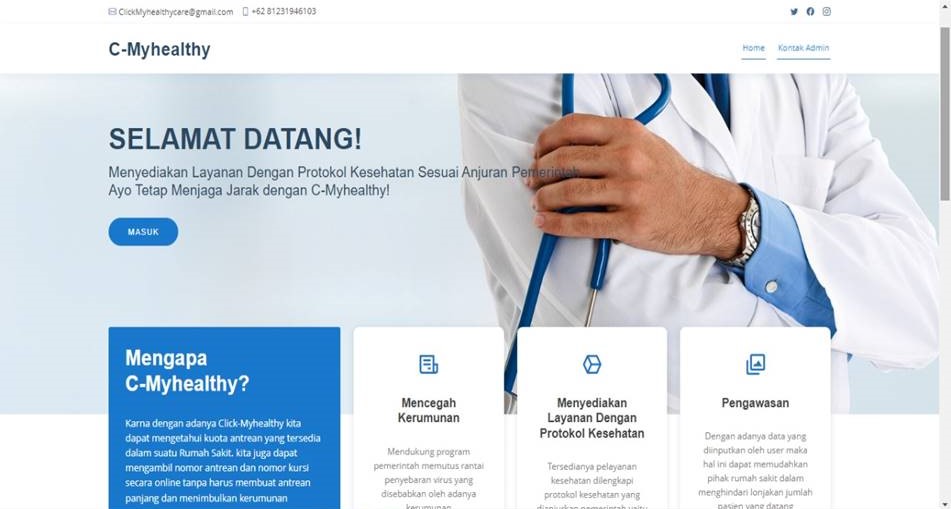 ClickMyhealthycare@gmail.com +62 81231946103
C-Myhealthy
Home Kontak Admin
SELAMAT DATANG!
Menyediakan Layanan Dengan Protokol Kesehatan Sesuai Anjuran Pemerintah
Ayo Tetap Menjaga Jarak dengan C-Myhealthy!
MASUK
Mengapa
C-Myhealthy?
Karna dengan adanya Click-Myhealthy kita
dapat mengetahui kuota antrean yang tersedia
dalam suatu Rumah Sakit. kita juga dapat
mengambil nomor antrean dan nomor kursi
secara online tanpa harus membuat antrean
panjang dan menimbulkan kerumunan
Mencegah
Kerumunan
Mendukung program
pemerintah memutus rantai
penyebaran virus yang
disebabkan oleh adanya
kerumunan
Menyediakan
Layanan Dengan
Protokol Kesehatan
Tersedianya pelayanan
kesehatan dilengkapi
protokol kesehatan yang
dianjurkan pemerintah yaitu
Pengawasan
Dengan adanya data yang
diinputkan oleh user maka
hal ini dapat memudahkan
pihak rumah sakit dalam
menghindari lonjakan jumlah
pasien yang datang